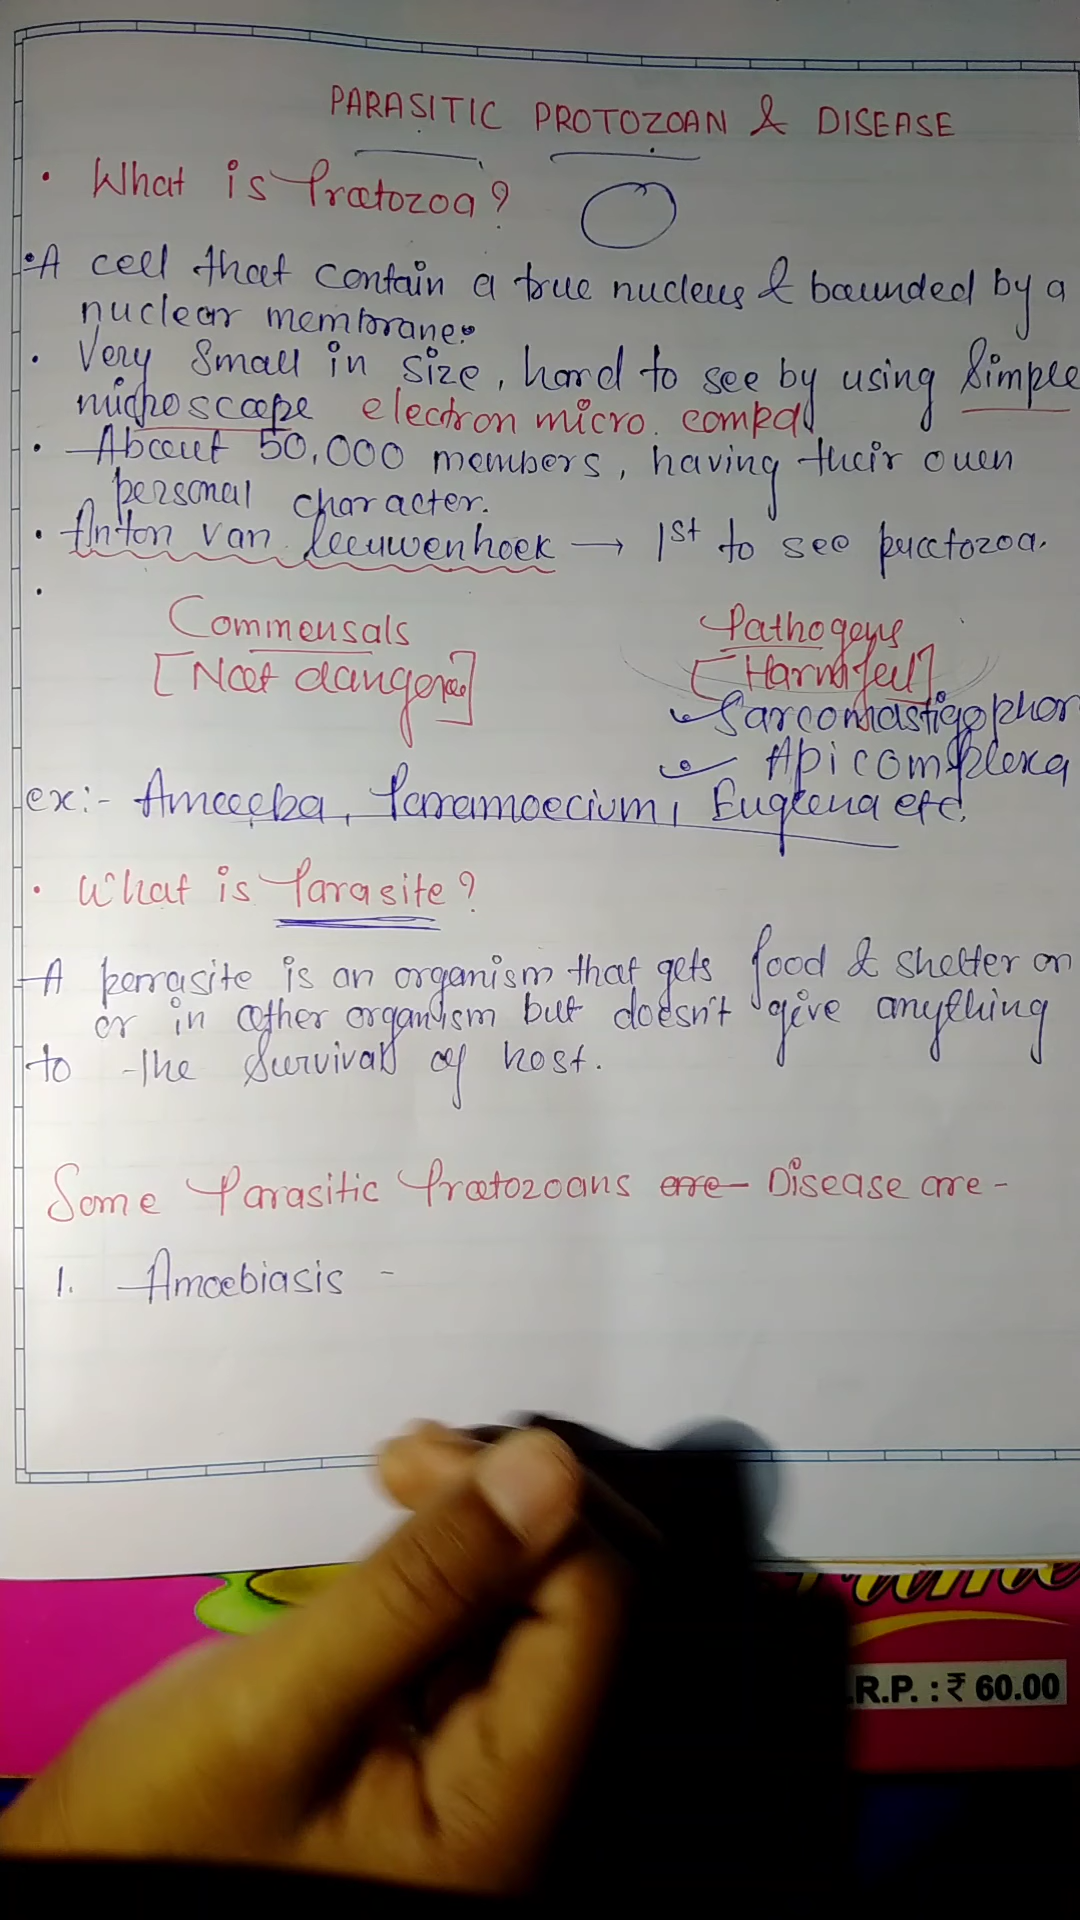 PARASITIC PROTOZOAN & DISEASE
• What is Protozoa?
• A cell that contain a true nucleus & bounded by a
nuclear membrane.
• Very Small in size, hard to see by using Simple
microscope electron micro. compd
• About 50,000 members, having their own
personal character.
• Anton van leeuwenhoek → 1st to see protozoa.
•
Commensals Pathogens
[Not dangerous] [Harmful]
Sarcomastigophor
Apicomplexa
ex:- Amoeba, Paramoecium, Euglena etc.
• What is Parasite?
A parasite is an organism that gets food & shelter on
or in other organism but doesn't give anything
to the Survival of host.
Some Parasitic Protozoans are Disease are -
1. Amoebiasis -
.R.P. : ₹ 60.00